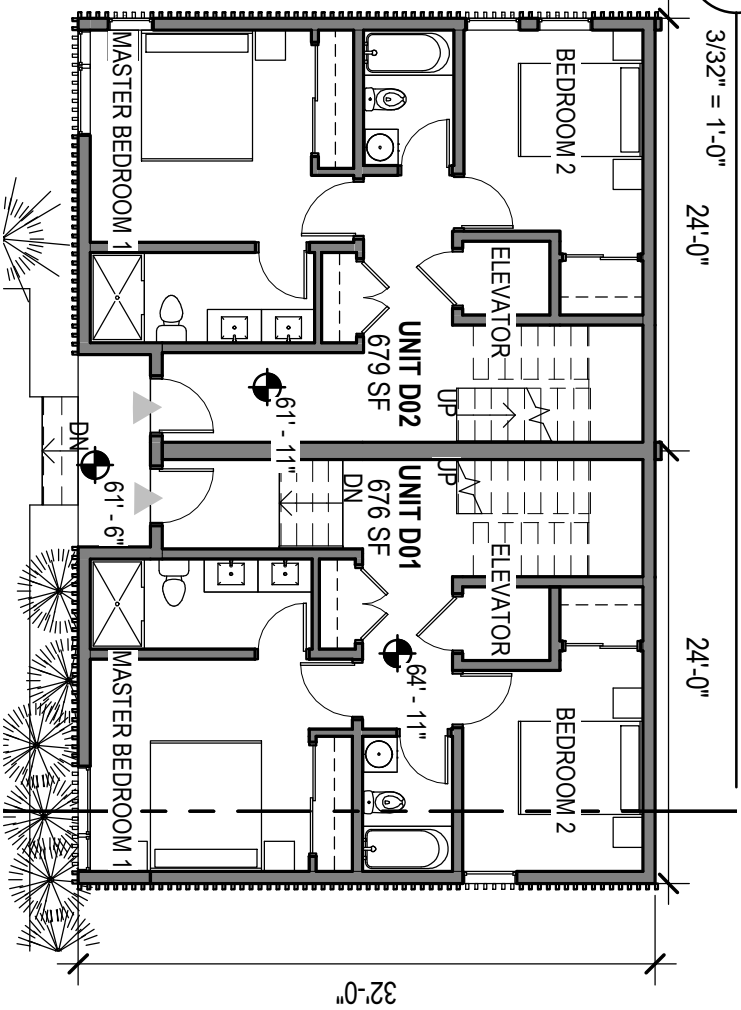 3/32" = 1'-0"
24'-0"
24'-0"
32'-0"
BEDROOM 2
MASTER BEDROOM 1
ELEVATOR
UNIT D02
679 SF
UP
61' - 11"
DN
61' - 6"
UP
UNIT D01
676 SF
DN
ELEVATOR
64' - 11"
BEDROOM 2
MASTER BEDROOM 1